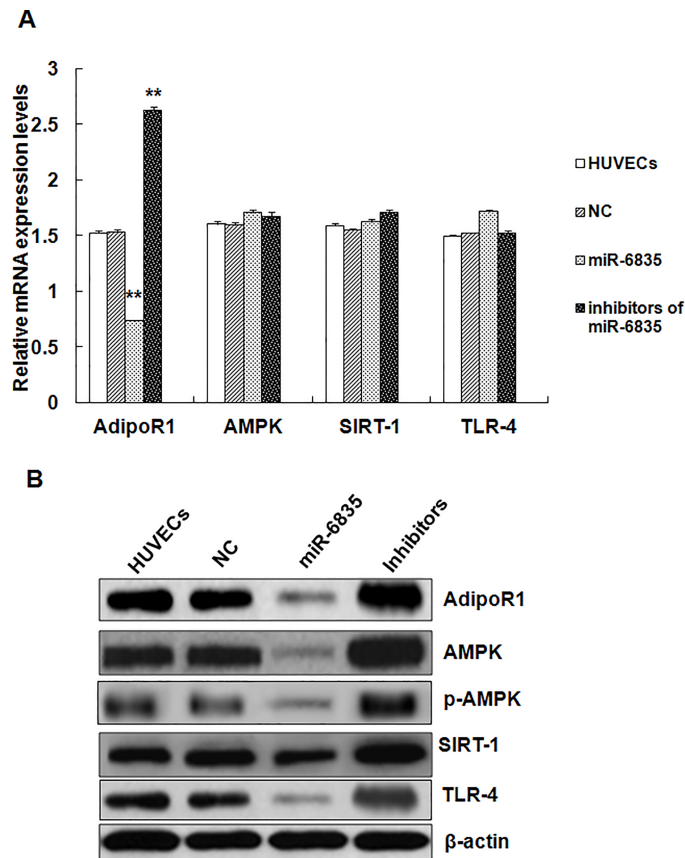 A
Relative mRNA expression levels
3
2.5
2
1.5
1
0.5
0
**
**
AdipoR1
AMPK
SIRT-1
TLR-4
HUVECs
NC
miR-6835
inhibitors of
miR-6835
B
HUVECs
NC
miR-6835
Inhibitors
AdipoR1
AMPK
p-AMPK
SIRT-1
TLR-4
β-actin